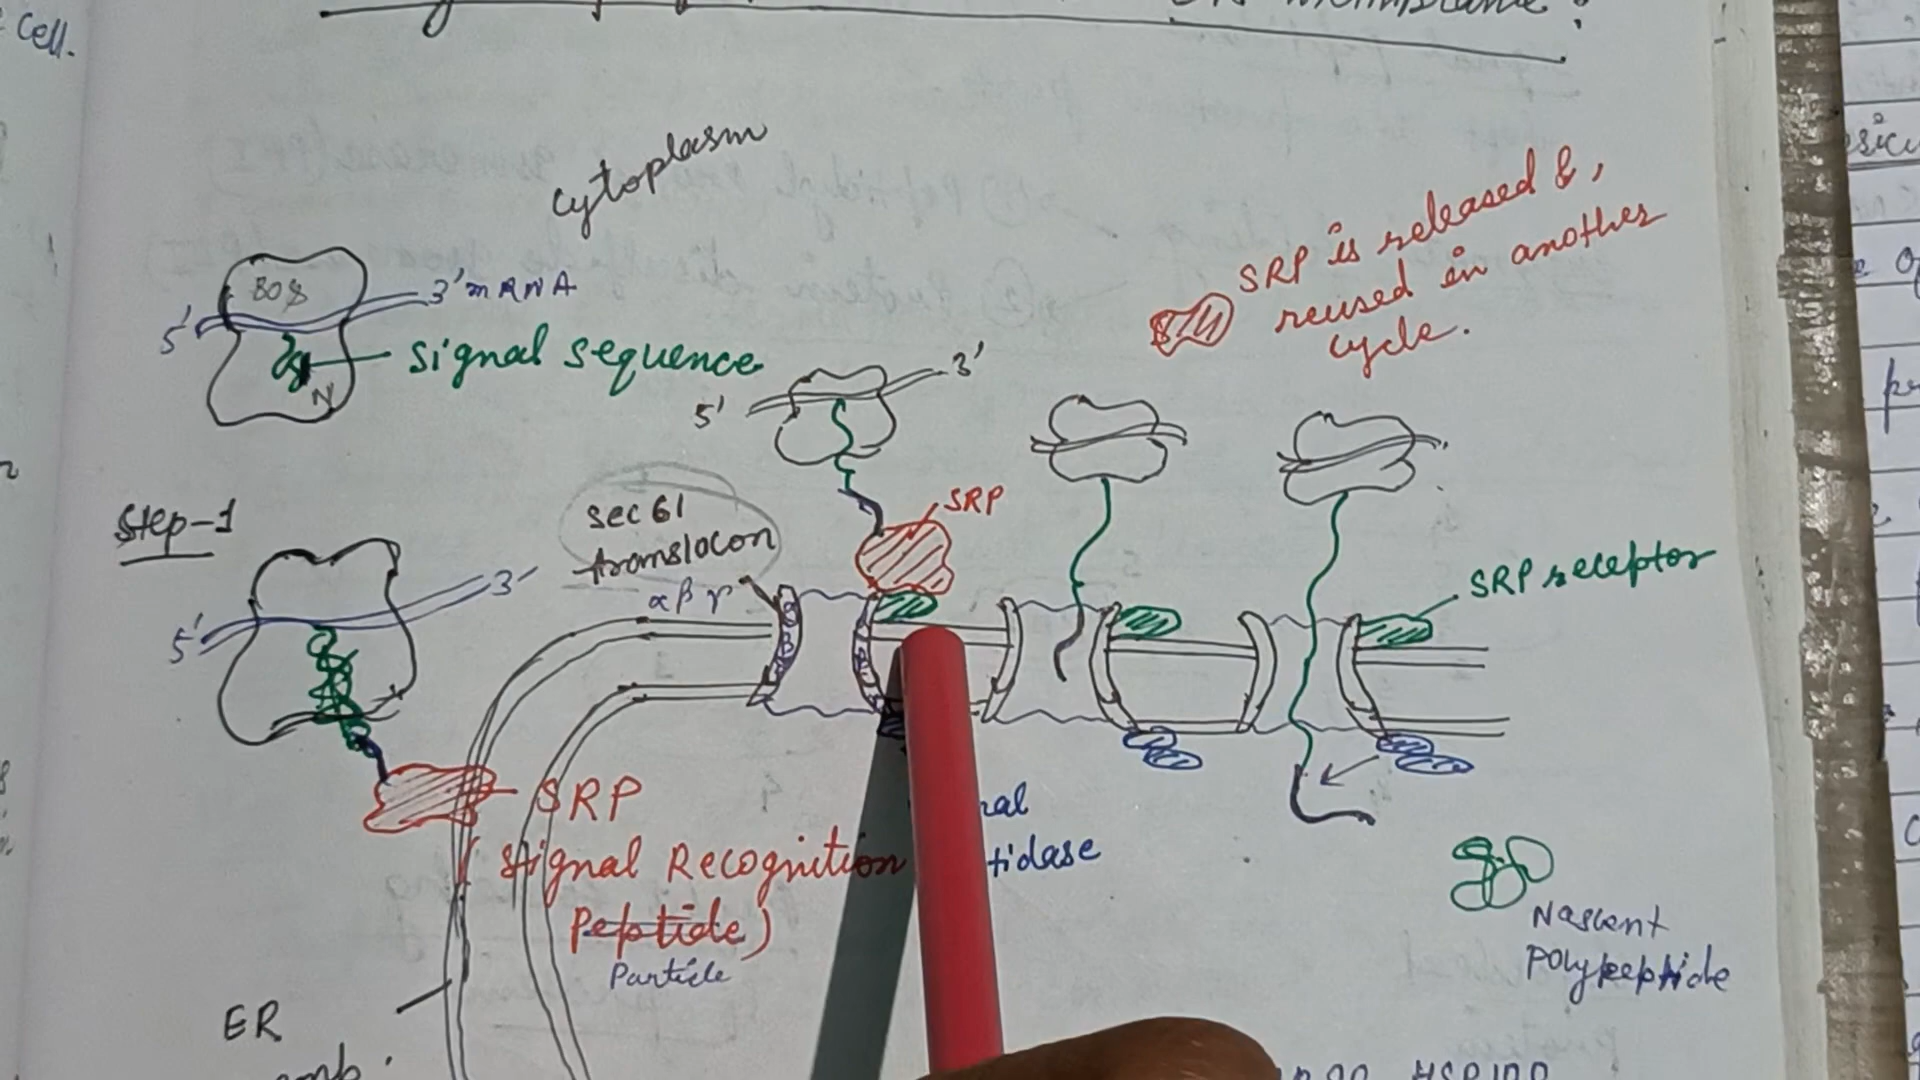 Cell.
cytoplasm
SRP is released &,
reused in another
cycle.
80s
3' mRNA
5'
signal sequence
N
3'
5'
Step-1
sec 61
translocon
α β γ
SRP
SRP receptor
3'
5'
SRP
(Signal Recognition
Peptide)
Particle
tidase
Nascent
polypeptide
ER